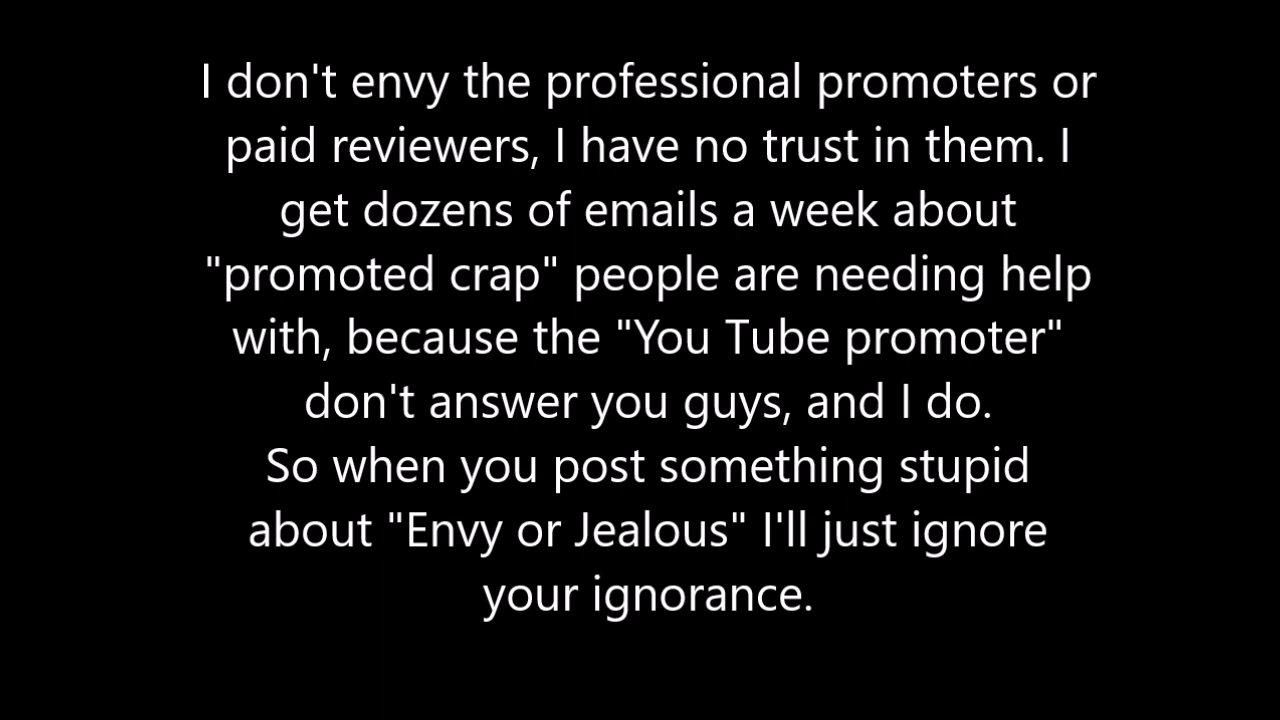 I don't envy the professional promoters or
paid reviewers, I have no trust in them. I
get dozens of emails a week about
"promoted crap" people are needing help
with, because the "You Tube promoter"
don't answer you guys, and I do.
So when you post something stupid
about "Envy or Jealous" I'll just ignore
your ignorance.